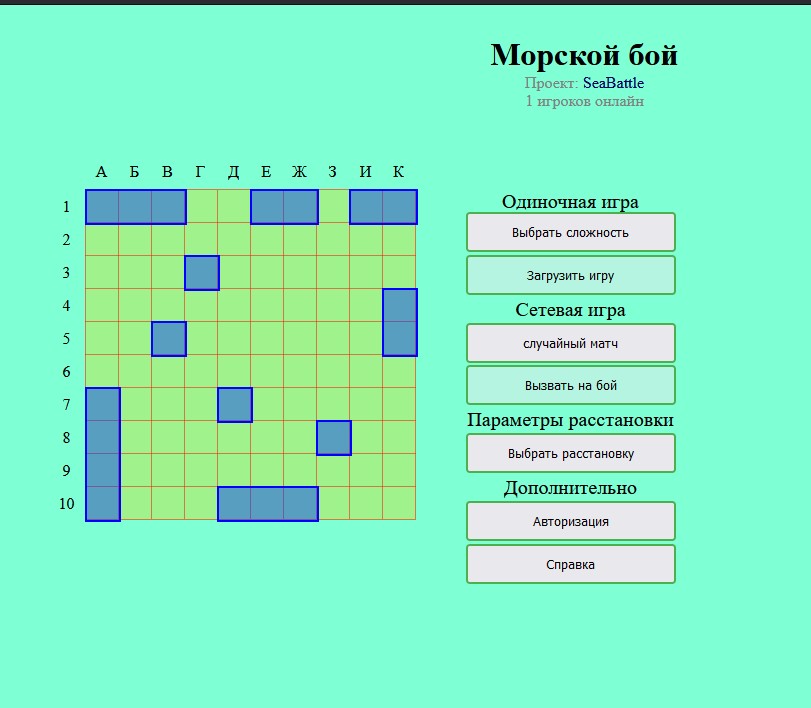 Морской бой
Проект: SeaBattle
1 игроков онлайн
А Б В Г Д Е Ж З И К
1
2
3
4
5
6
7
8
9
10
Одиночная игра
Выбрать сложность
Загрузить игру
Сетевая игра
случайный матч
Вызвать на бой
Параметры расстановки
Выбрать расстановку
Дополнительно
Авторизация
Справка